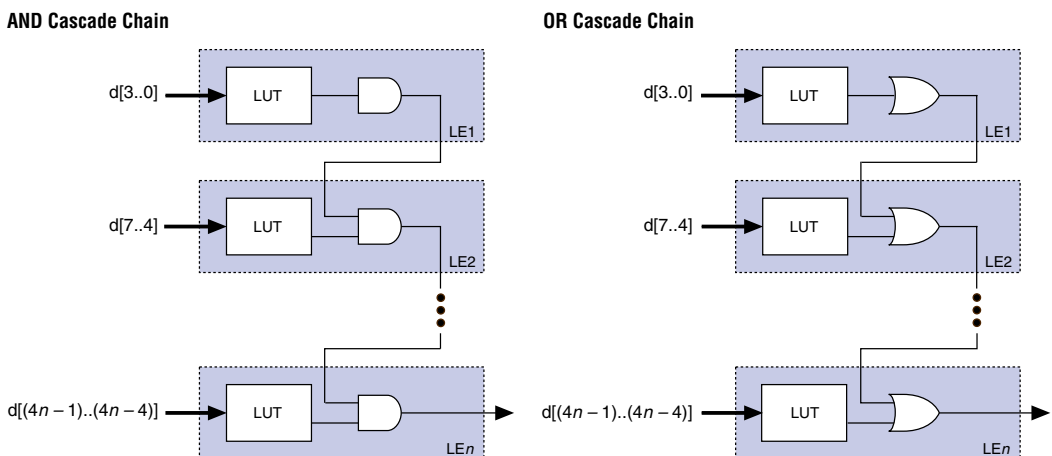 AND Cascade Chain
OR Cascade Chain
d[3..0]
LUT
LE1
d[7..4]
LUT
LE2
d[(4n – 1)..(4n – 4)]
LUT
LEn
d[3..0]
LUT
LE1
d[7..4]
LUT
LE2
d[(4n – 1)..(4n – 4)]
LUT
LEn